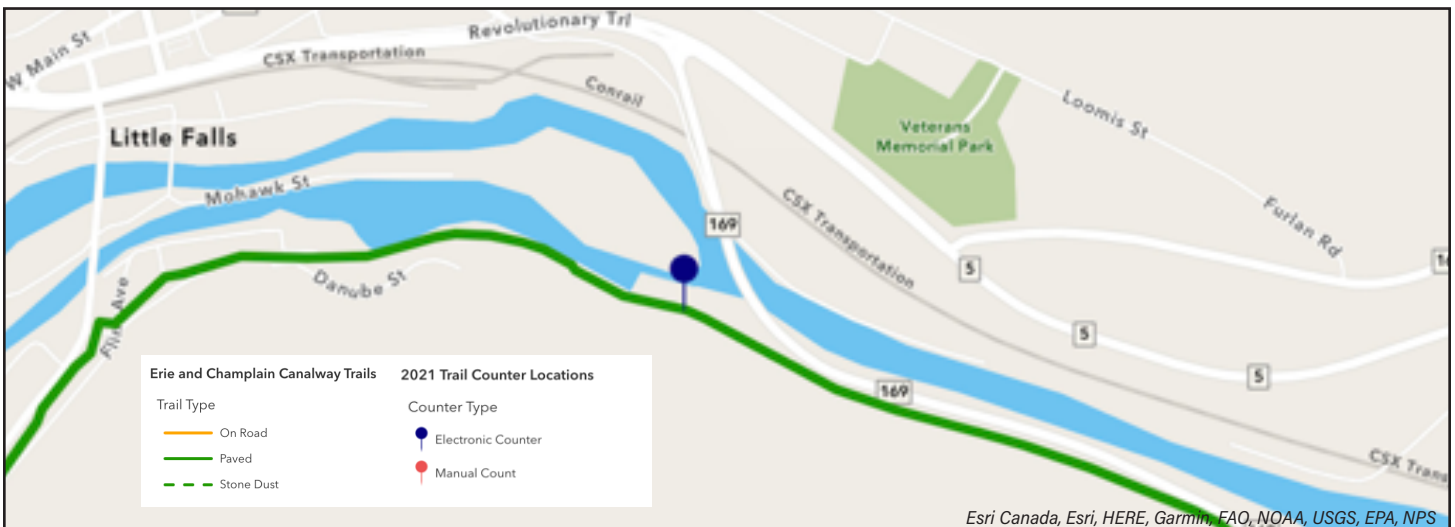 W Main St
CSX Transportation
Revolutionary Trl
Conrail
Little Falls
Mohawk St
Veterans
Memorial Park
Loomis St
Furlan Rd
169
CSX Transportation
5
5
5
Danube St
Ave
169
CSX Trans
Erie and Champlain Canalway Trails
Trail Type
On Road
Paved
Stone Dust
2021 Trail Counter Locations
Counter Type
Electronic Counter
Manual Count
Esri Canada, Esri, HERE, Garmin, FAO, NOAA, USGS, EPA, NPS